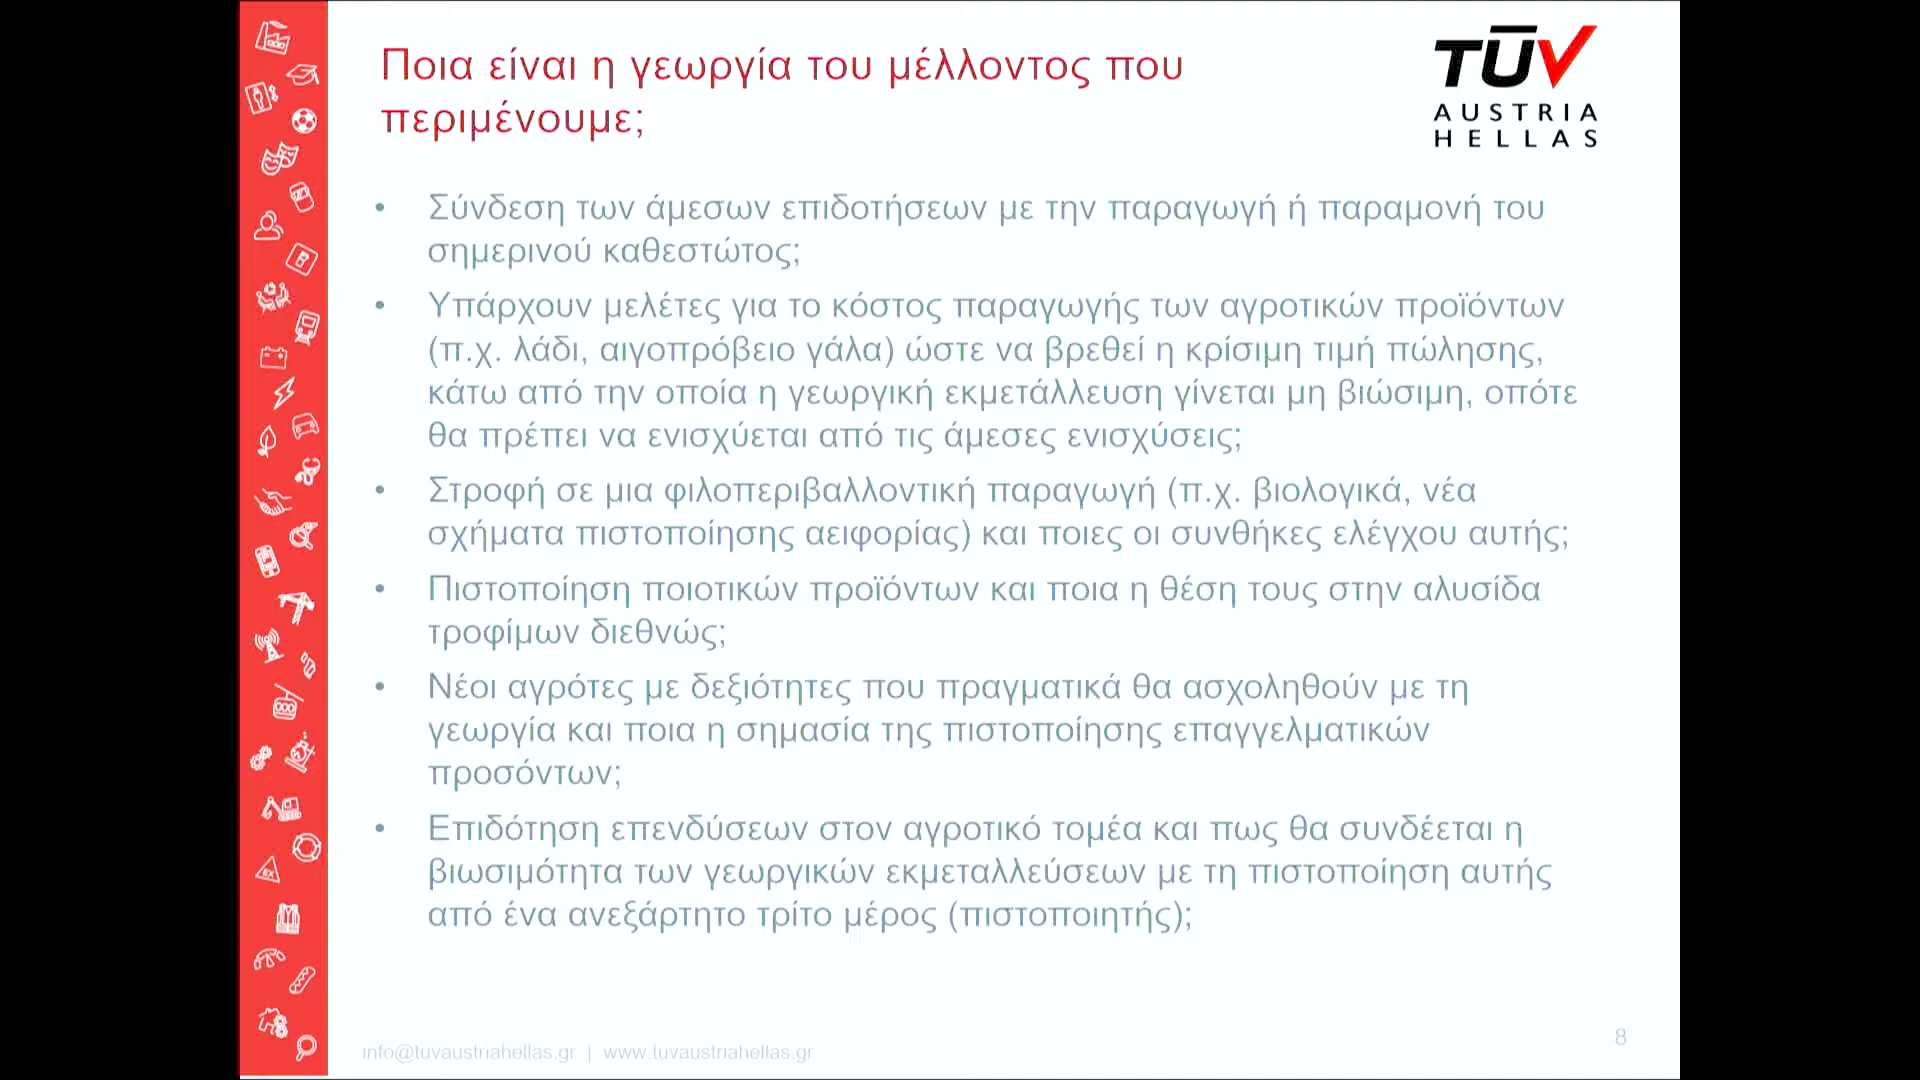 Ποια είναι η γεωργία του μέλλοντος που
περιμένουμε;
TÜV
AUSTRIA
HELLAS
• Σύνδεση των άμεσων επιδοτήσεων με την παραγωγή ή παραμονή του
σημερινού καθεστώτος;
• Υπάρχουν μελέτες για το κόστος παραγωγής των αγροτικών προϊόντων
(π.χ. λάδι, αιγοπρόβειο γάλα) ώστε να βρεθεί η κρίσιμη τιμή πώλησης,
κάτω από την οποία η γεωργική εκμετάλλευση γίνεται μη βιώσιμη, οπότε
θα πρέπει να ενισχύεται από τις άμεσες ενισχύσεις;
• Στροφή σε μια φιλοπεριβαλλοντική παραγωγή (π.χ. βιολογικά, νέα
σχήματα πιστοποίησης αειφορίας) και ποιες οι συνθήκες ελέγχου αυτής;
• Πιστοποίηση ποιοτικών προϊόντων και ποια η θέση τους στην αλυσίδα
τροφίμων διεθνώς;
• Νέοι αγρότες με δεξιότητες που πραγματικά θα ασχοληθούν με τη
γεωργία και ποια η σημασία της πιστοποίησης επαγγελματικών
προσόντων;
• Επιδότηση επενδύσεων στον αγροτικό τομέα και πως θα συνδέεται η
βιωσιμότητα των γεωργικών εκμεταλλεύσεων με τη πιστοποίηση αυτής
από ένα ανεξάρτητο τρίτο μέρος (πιστοποιητής);
info@tuvaustriahellas.gr | www.tuvaustriahellas.gr
8